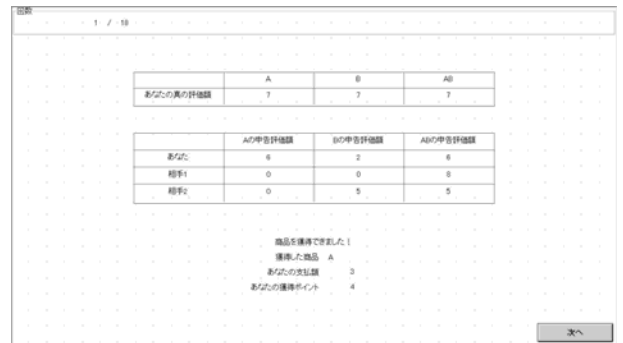 回数
1 / 18
A B AB
あなたの真の評価額 7 7 7
Aの申告評価額 Bの申告評価額 ABの申告評価額
あなた 6 2 6
相手1 0 0 8
相手2 0 5 5
商品を獲得できました!
獲得した商品 A
あなたの支払額 3
あなたの獲得ポイント 4
次へ